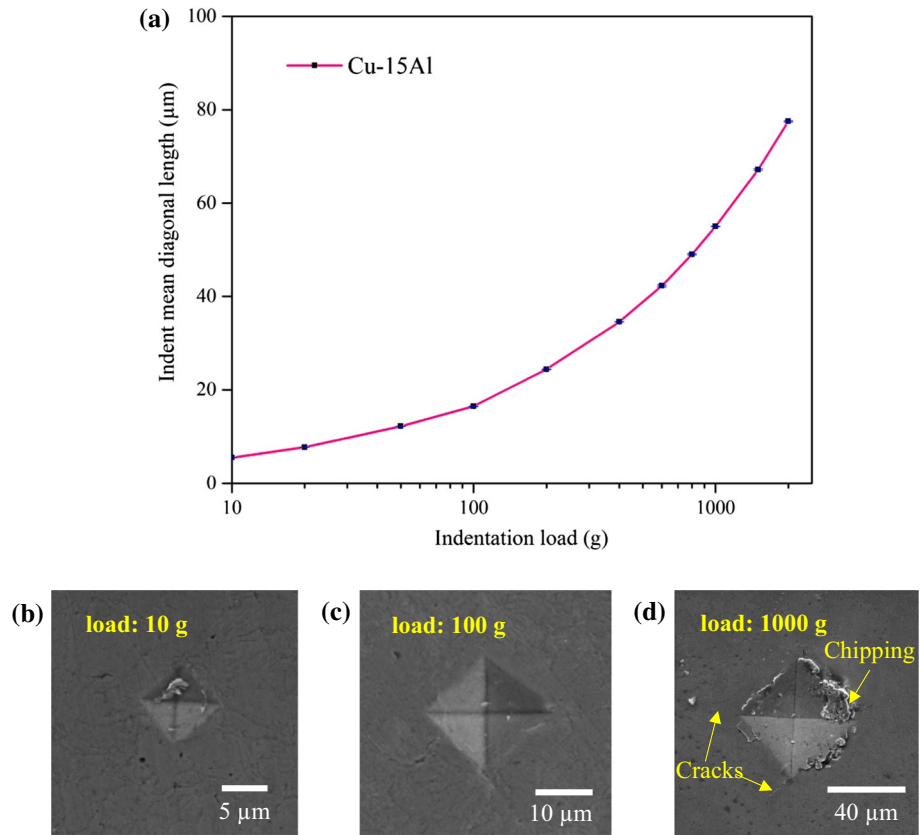 (a)
100
80
60
40
20
0
Indent mean diagonal length (µm)
Cu-15Al
10
100
1000
Indentation load (g)
(b)
load: 10 g
5 µm
(c)
load: 100 g
10 µm
(d)
load: 1000 g
Chipping
Cracks
40 µm